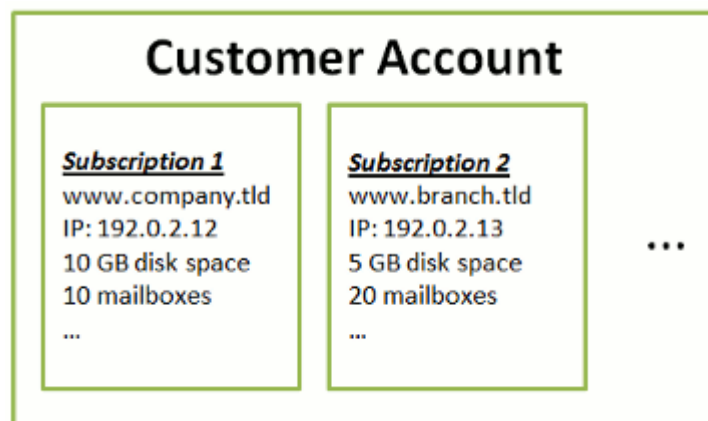 Customer Account
Subscription 1
www.company.tld
IP: 192.0.2.12
10 GB disk space
10 mailboxes
...
Subscription 2
www.branch.tld
IP: 192.0.2.13
5 GB disk space
20 mailboxes
...
...